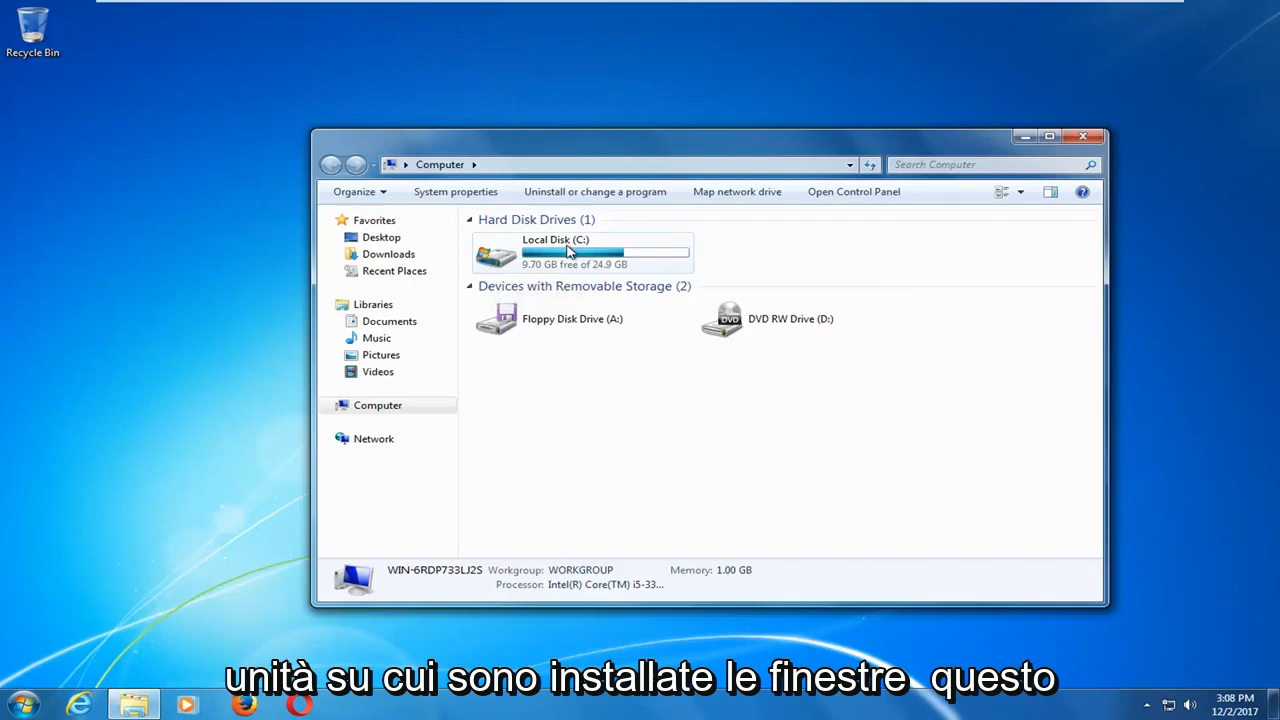 Recycle Bin
Computer
Search Computer
Organize System properties Uninstall or change a program Map network drive Open Control Panel
Favorites
Desktop
Downloads
Recent Places
Libraries
Documents
Music
Pictures
Videos
Computer
Network
Hard Disk Drives (1)
Local Disk (C:)
9.70 GB free of 24.9 GB
Devices with Removable Storage (2)
Floppy Disk Drive (A:)
DVD DVD RW Drive (D:)
WIN-6RDP733LJ2S Workgroup: WORKGROUP Memory: 1.00 GB
Processor: Intel(R) Core(TM) i5-33...
unità su cui sono installate le finestre questo
3:08 PM
12/2/2017